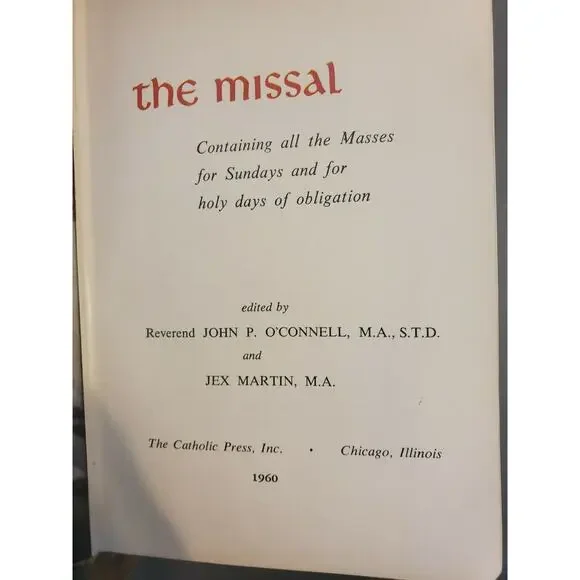 the missal
Containing all the Masses
for Sundays and for
holy days of obligation
edited by
Reverend JOHN P. O'CONNELL, M.A., S.T.D.
and
JEX MARTIN, M.A.
The Catholic Press, Inc. • Chicago, Illinois
1960